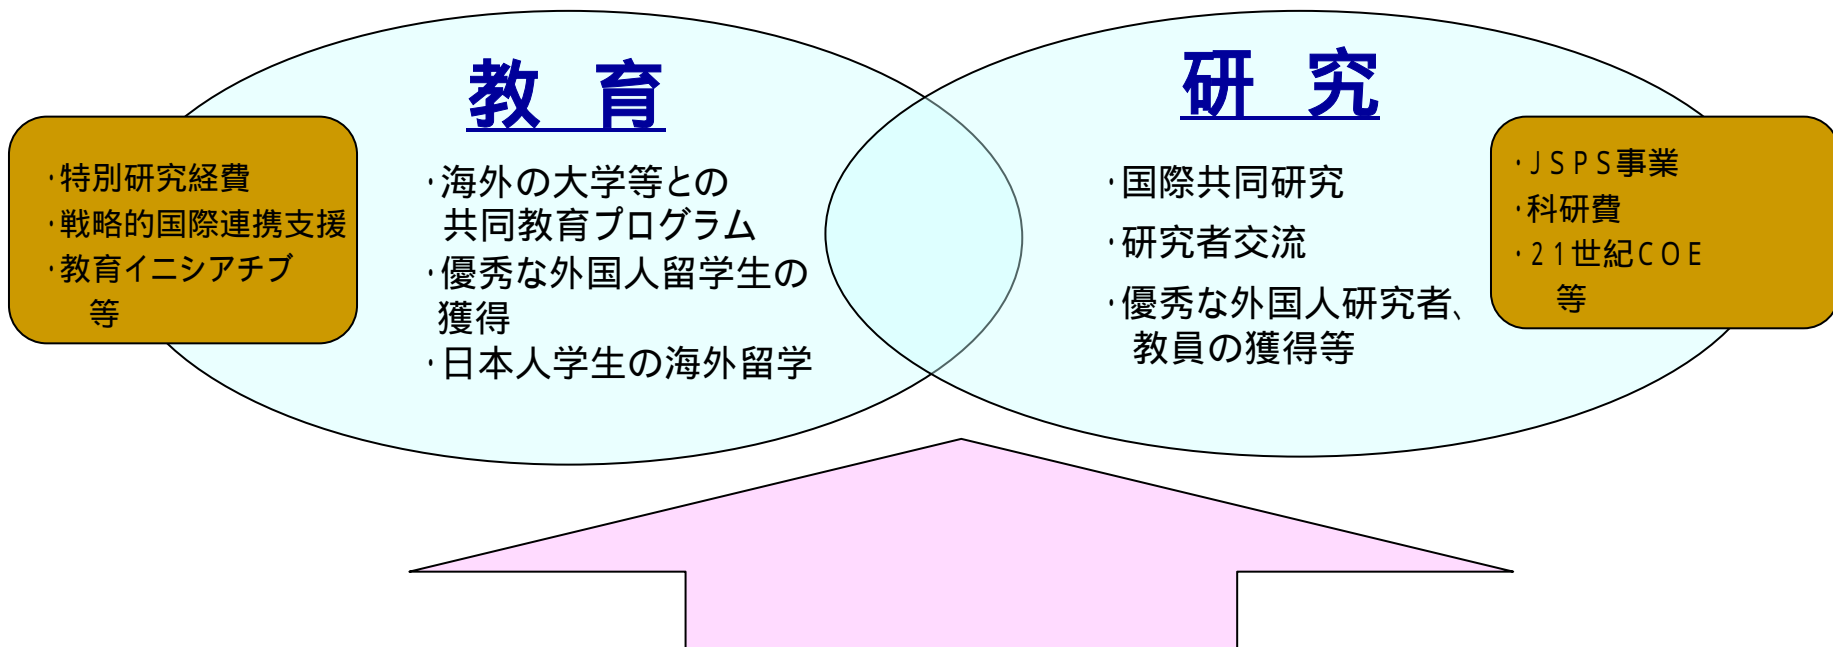 教 育
・海外の大学等との
共同教育プログラム
・優秀な外国人留学生の
獲得
・日本人学生の海外留学
・特別研究経費
・戦略的国際連携支援
・教育イニシアチブ
等
研 究
・国際共同研究
・研究者交流
・優秀な外国人研究者、
教員の獲得等
・JSPS事業
・科研費
・21世紀COE
等